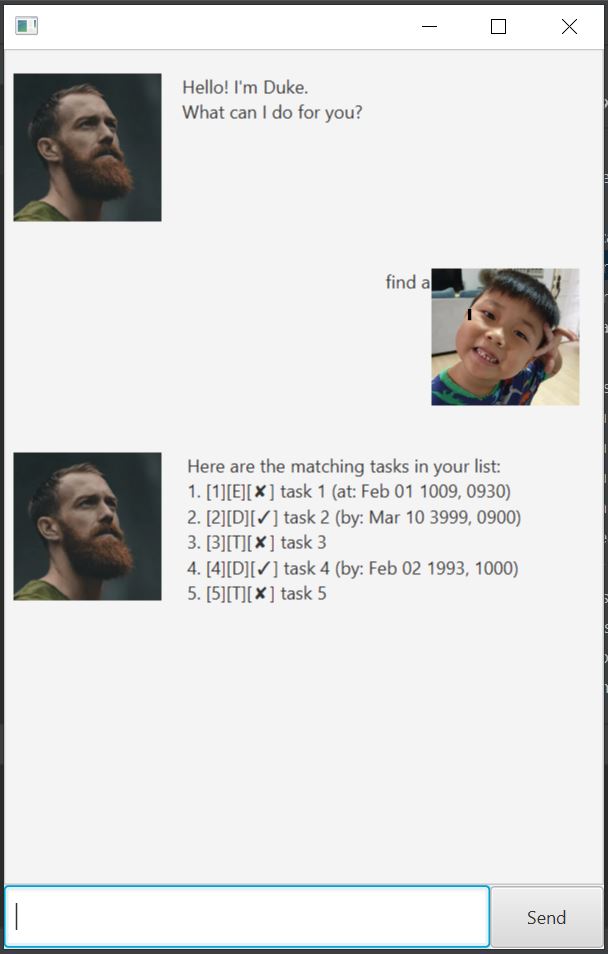 Hello! I'm Duke.
What can I do for you?
find a
Here are the matching tasks in your list:
1. [1][E][✘] task 1 (at: Feb 01 1009, 0930)
2. [2][D][✓] task 2 (by: Mar 10 3999, 0900)
3. [3][T][✘] task 3
4. [4][D][✓] task 4 (by: Feb 02 1993, 1000)
5. [5][T][✘] task 5
Send